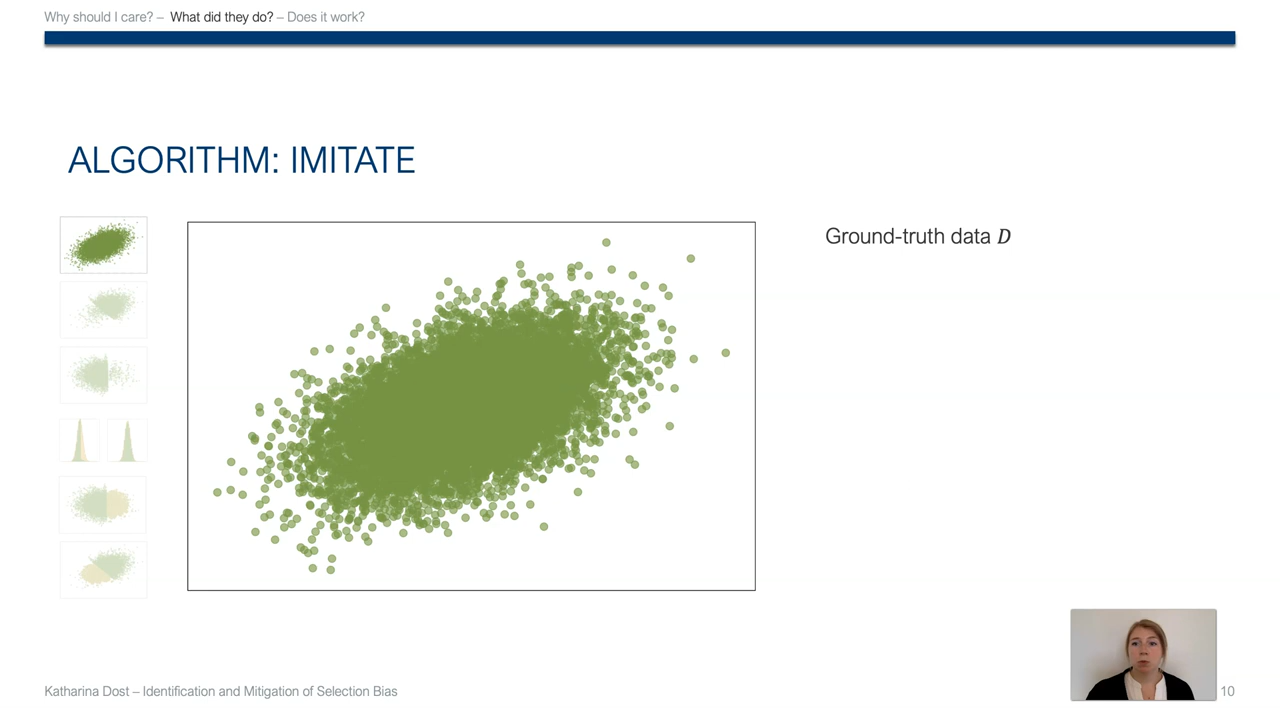 Why should I care? – What did they do? – Does it work?
ALGORITHM: IMITATE
Ground-truth data D
Katharina Dost – Identification and Mitigation of Selection Bias
10